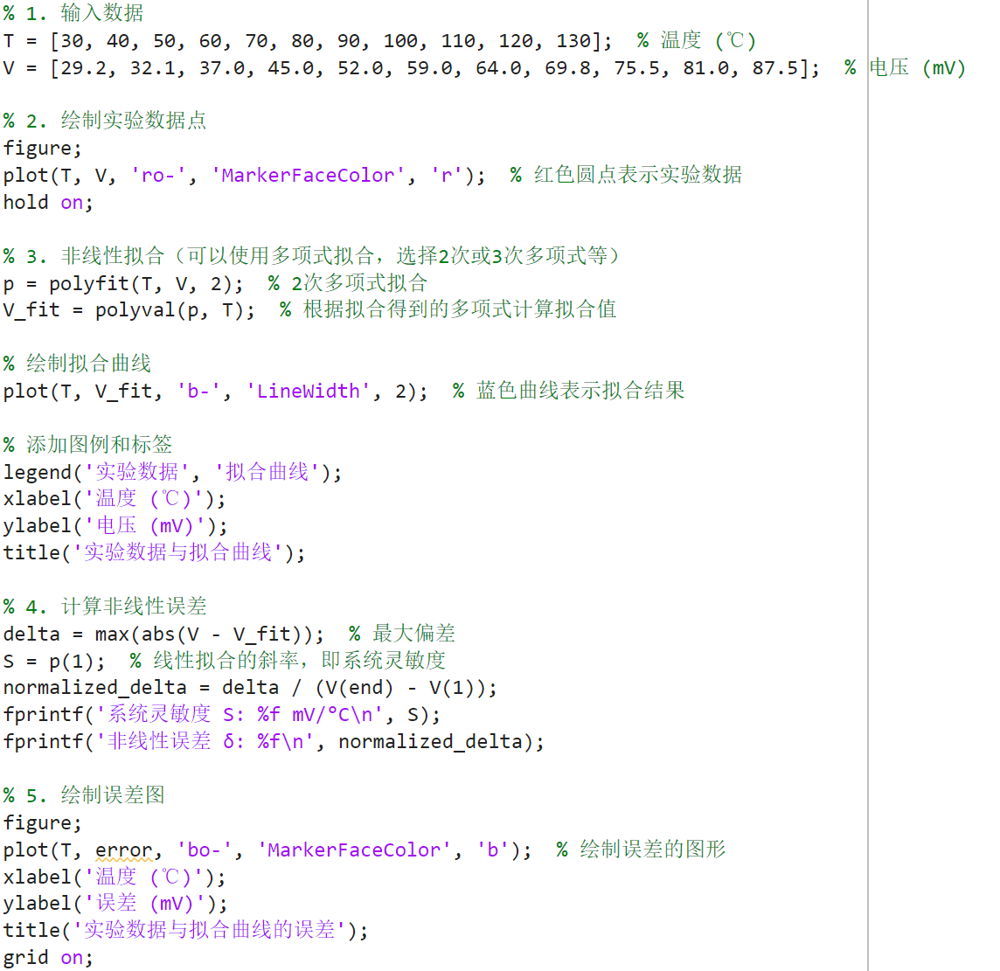 % 1. 输入数据
T = [30, 40, 50, 60, 70, 80, 90, 100, 110, 120, 130];  % 温度 (℃)
V = [29.2, 32.1, 37.0, 45.0, 52.0, 59.0, 64.0, 69.8, 75.5, 81.0, 87.5];  % 电压 (mV)
% 2. 绘制实验数据点
figure;
plot(T, V, 'ro-', 'MarkerFaceColor', 'r');  % 红色圆点表示实验数据
hold on;
% 3. 非线性拟合（可以使用多项式拟合，选择2次或3次多项式等）
p = polyfit(T, V, 2);  % 2次多项式拟合
V_fit = polyval(p, T);  % 根据拟合得到的多项式计算拟合值
% 绘制拟合曲线
plot(T, V_fit, 'b-', 'LineWidth', 2);  % 蓝色曲线表示拟合结果
% 添加图例和标签
legend('实验数据', '拟合曲线');
xlabel('温度 (℃)');
ylabel('电压 (mV)');
title('实验数据与拟合曲线');
% 4. 计算非线性误差
delta = max(abs(V - V_fit));  % 最大偏差
S = p(1);  % 线性拟合的斜率，即系统灵敏度
normalized_delta = delta / (V(end) - V(1));
fprintf('系统灵敏度 S: %f mV/°C\n', S);
fprintf('非线性误差 δ: %f\n', normalized_delta);
% 5. 绘制误差图
figure;
plot(T, error, 'bo-', 'MarkerFaceColor', 'b');  % 绘制误差的图形
xlabel('温度 (℃)');
ylabel('误差 (mV)');
title('实验数据与拟合曲线的误差');
grid on;